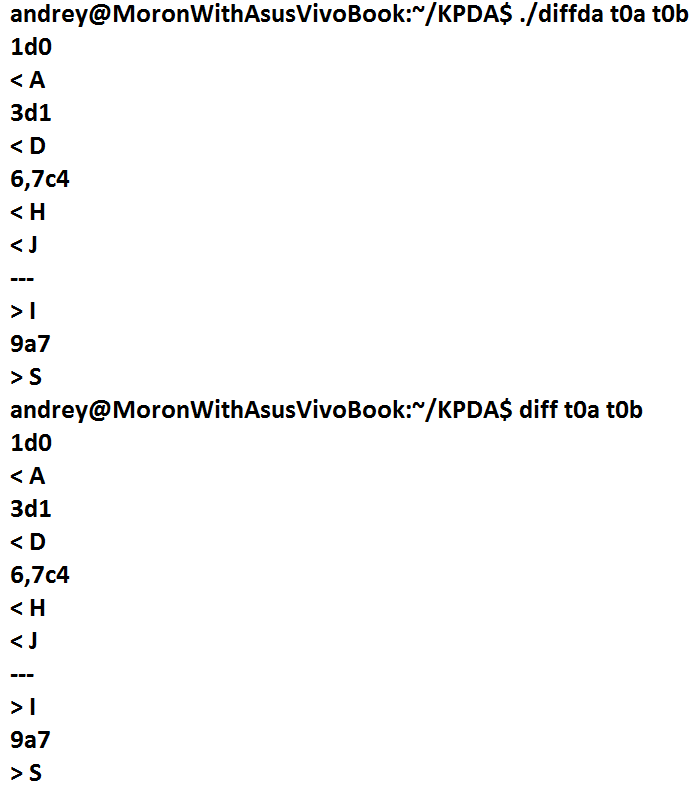 andrey@MoronWithAsusVivoBook:~/KPDA$ ./diffda t0a t0b
1d0
< A
3d1
< D
6,7c4
< H
< J
---
> I
9a7
> S
andrey@MoronWithAsusVivoBook:~/KPDA$ diff t0a t0b
1d0
< A
3d1
< D
6,7c4
< H
< J
---
> I
9a7
> S